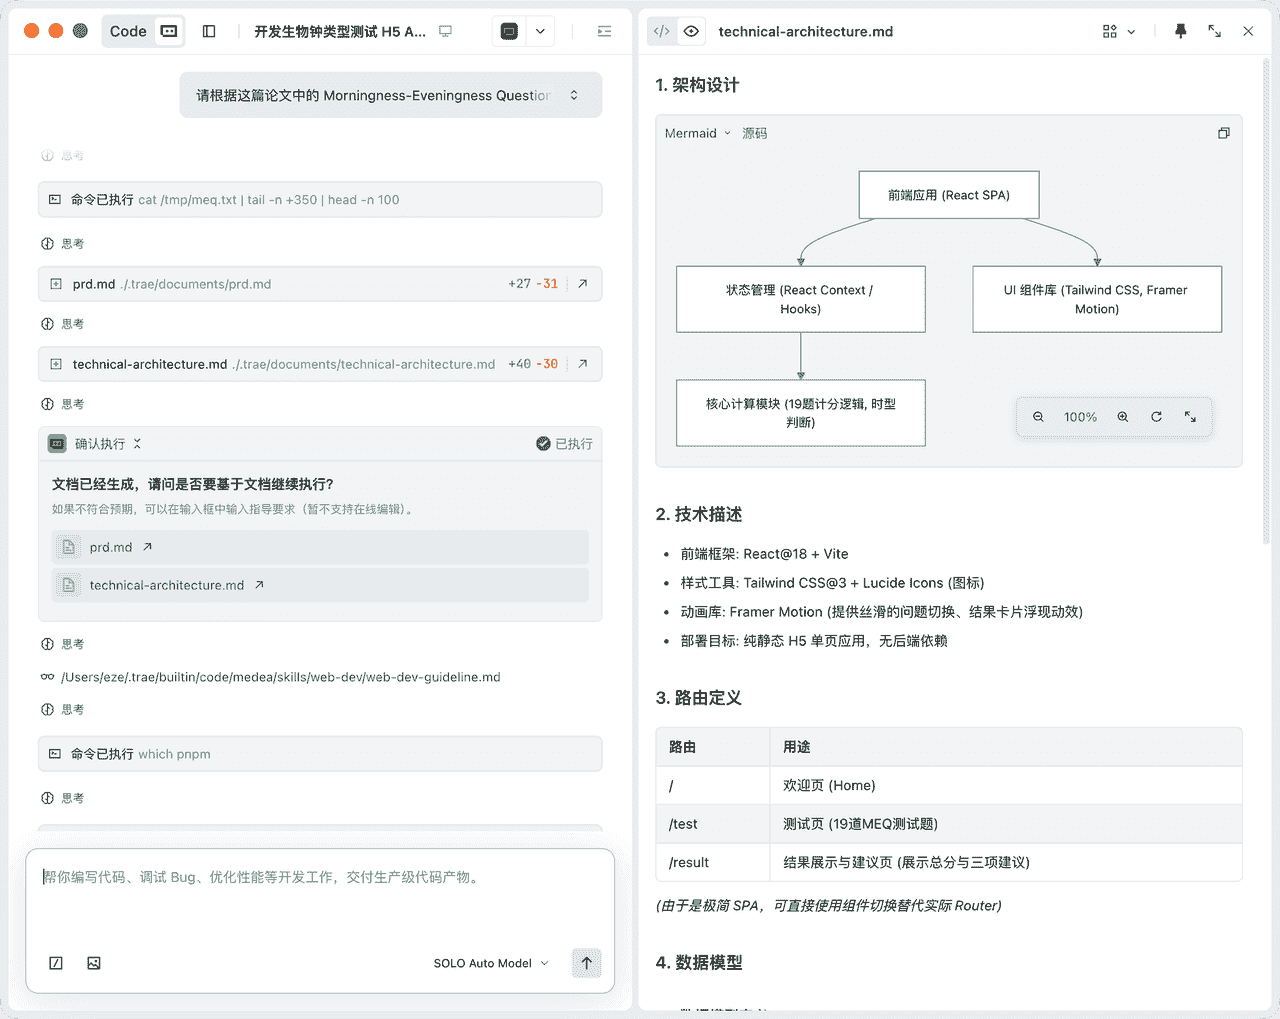 Code
开发生物钟类型测试 H5 A...
请根据这篇论文中的 Morningness-Eveningness Question
思考
命令已执行 cat /tmp/meq.txt | tail -n +350 | head -n 100
思考
prd.md ./.trae/documents/prd.md +27 -31
思考
technical-architecture.md ./.trae/documents/technical-architecture.md +40 -30
思考
确认执行 已执行
文档已经生成，请问是否要基于文档继续执行?
如果不符合预期，可以在输入框中输入指导要求（暂不支持在线编辑）。
prd.md
technical-architecture.md
思考
/Users/eze/.trae/builtin/code/medea/skills/web-dev/web-dev-guideline.md
思考
命令已执行 which pnpm
思考
帮你编写代码、调试 Bug、优化性能等开发工作，交付生产级代码产物。
SOLO Auto Model
technical-architecture.md
1. 架构设计
Mermaid 源码
前端应用 (React SPA)
状态管理 (React Context /
Hooks)
UI 组件库 (Tailwind CSS, Framer
Motion)
核心计算模块 (19题计分逻辑, 时型
判断)
100%
2. 技术描述
• 前端框架: React@18 + Vite
• 样式工具: Tailwind CSS@3 + Lucide Icons (图标)
• 动画库: Framer Motion (提供丝滑的问题切换、结果卡片浮现动效)
• 部署目标: 纯静态 H5 单页应用，无后端依赖
3. 路由定义
路由 用途
/ 欢迎页 (Home)
/test 测试页 (19道MEQ测试题)
/result 结果展示与建议页 (展示总分与三项建议)
(由于是极简 SPA，可直接使用组件切换替代实际 Router)
4. 数据模型